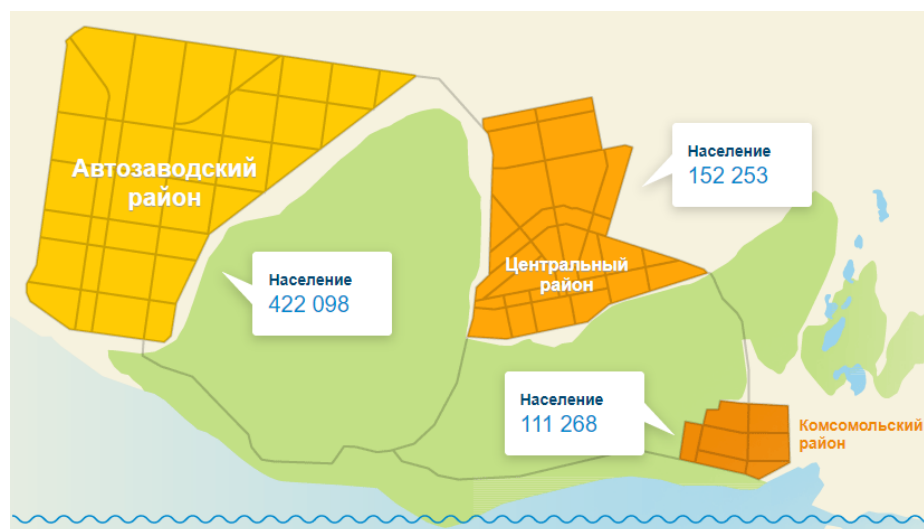 Автозаводский
район
Население
422 098
Население
152 253
Центральный
район
Население
111 268
Комсомольский
район